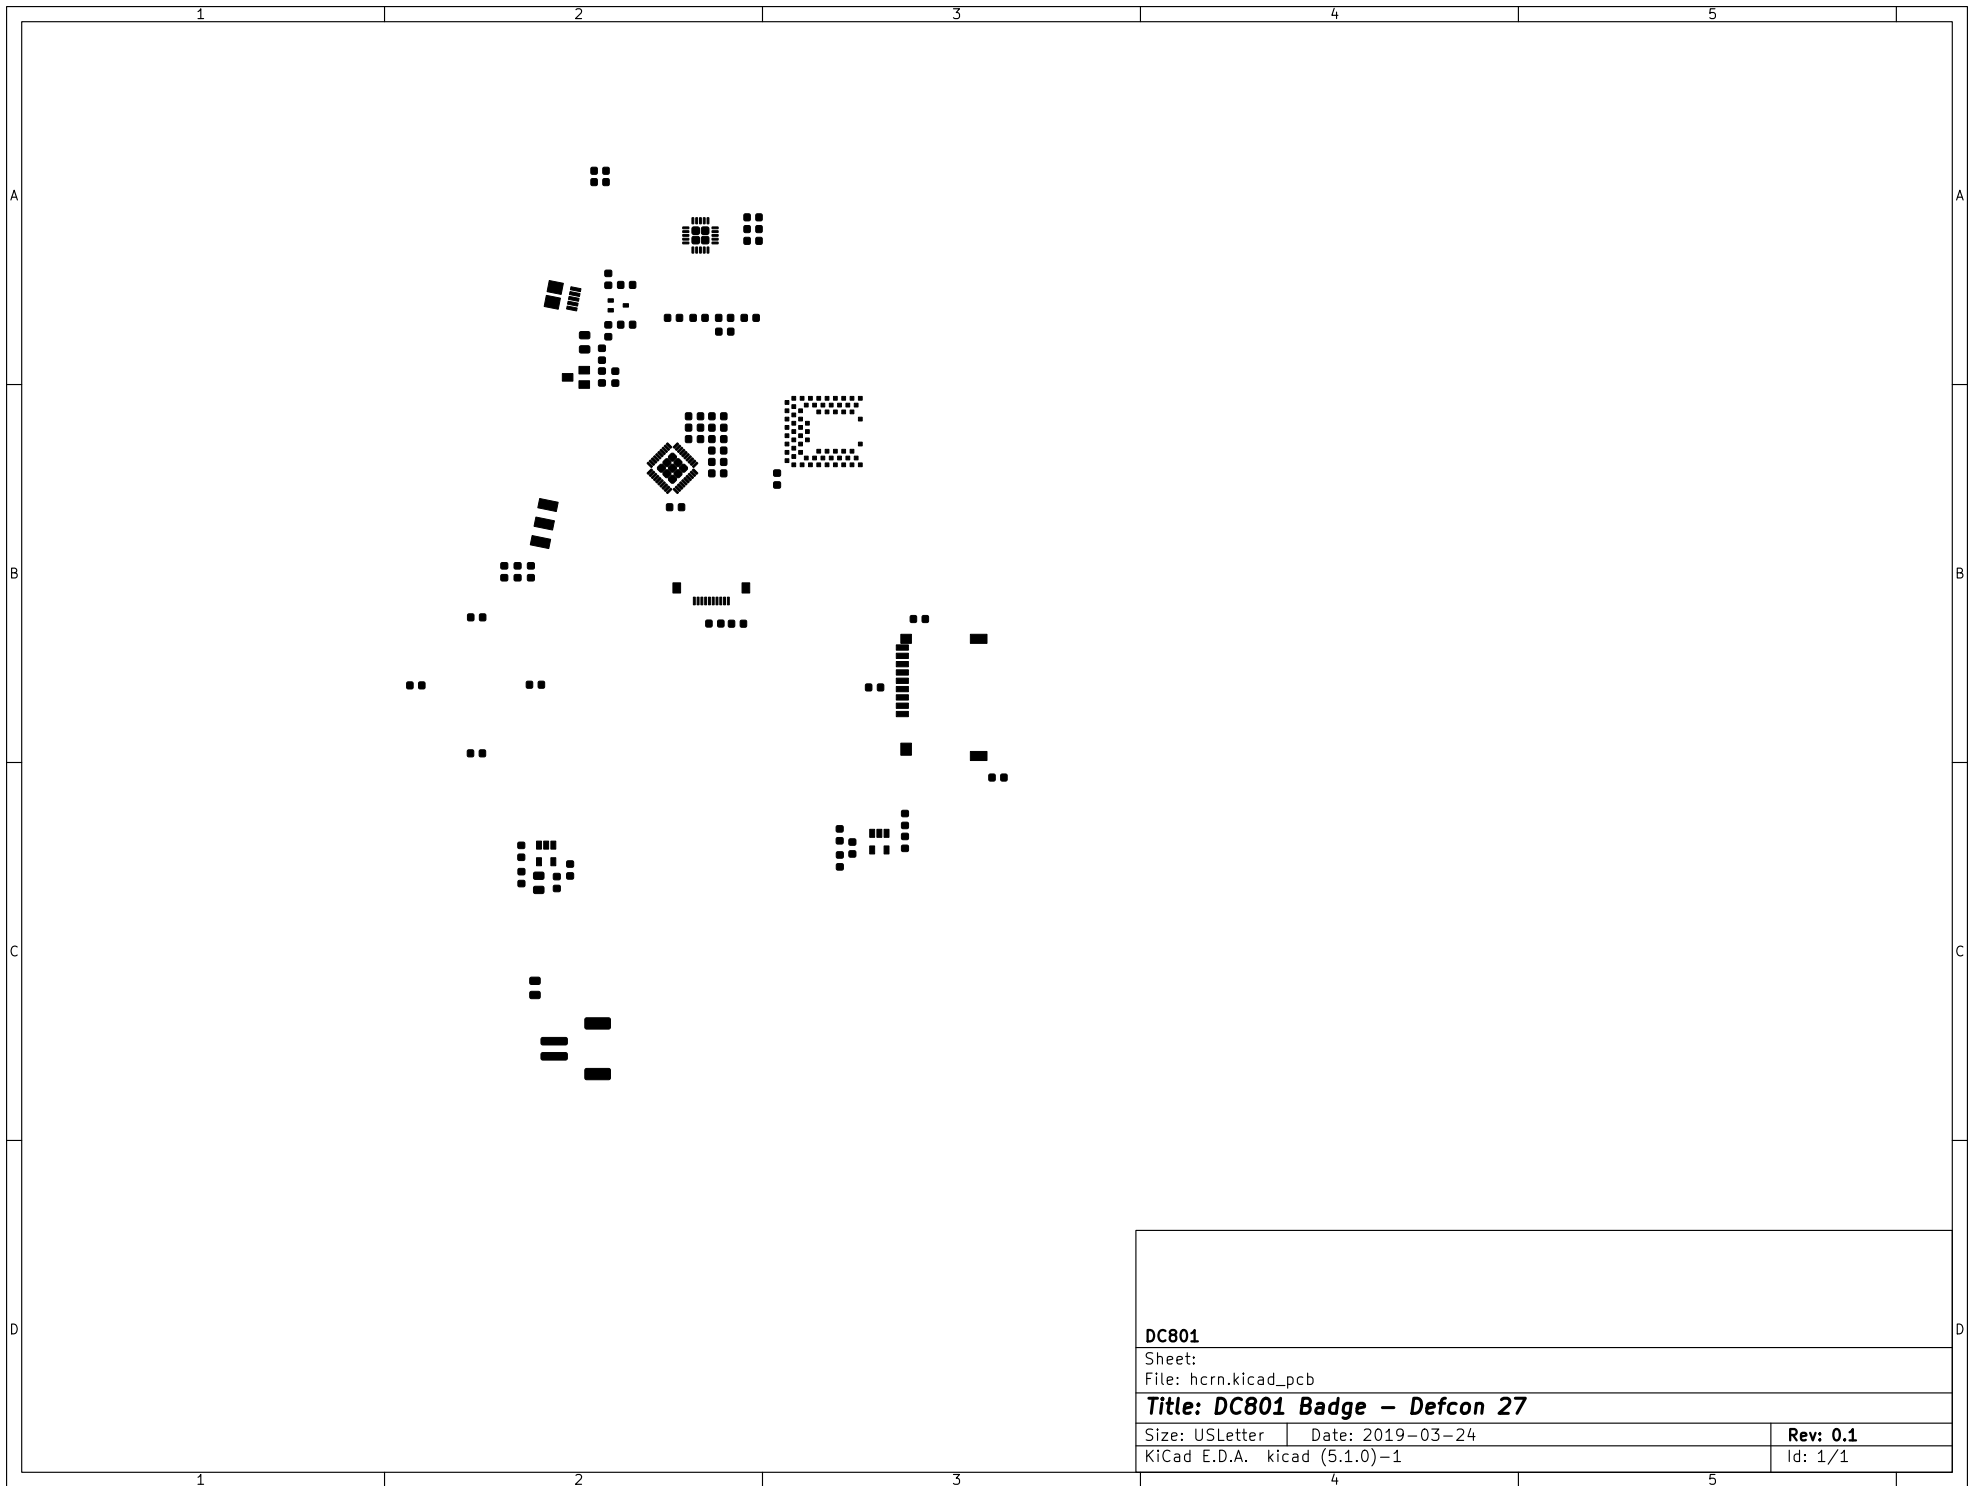 1 2 3 4 5
A A
B B
C C
D D
DC801
Sheet:
File: hcrn.kicad_pcb
Title: DC801 Badge – Defcon 27
Size: USLetter Date: 2019-03-24 Rev: 0.1
KiCad E.D.A. kicad (5.1.0)-1 Id: 1/1
1 2 3 4 5